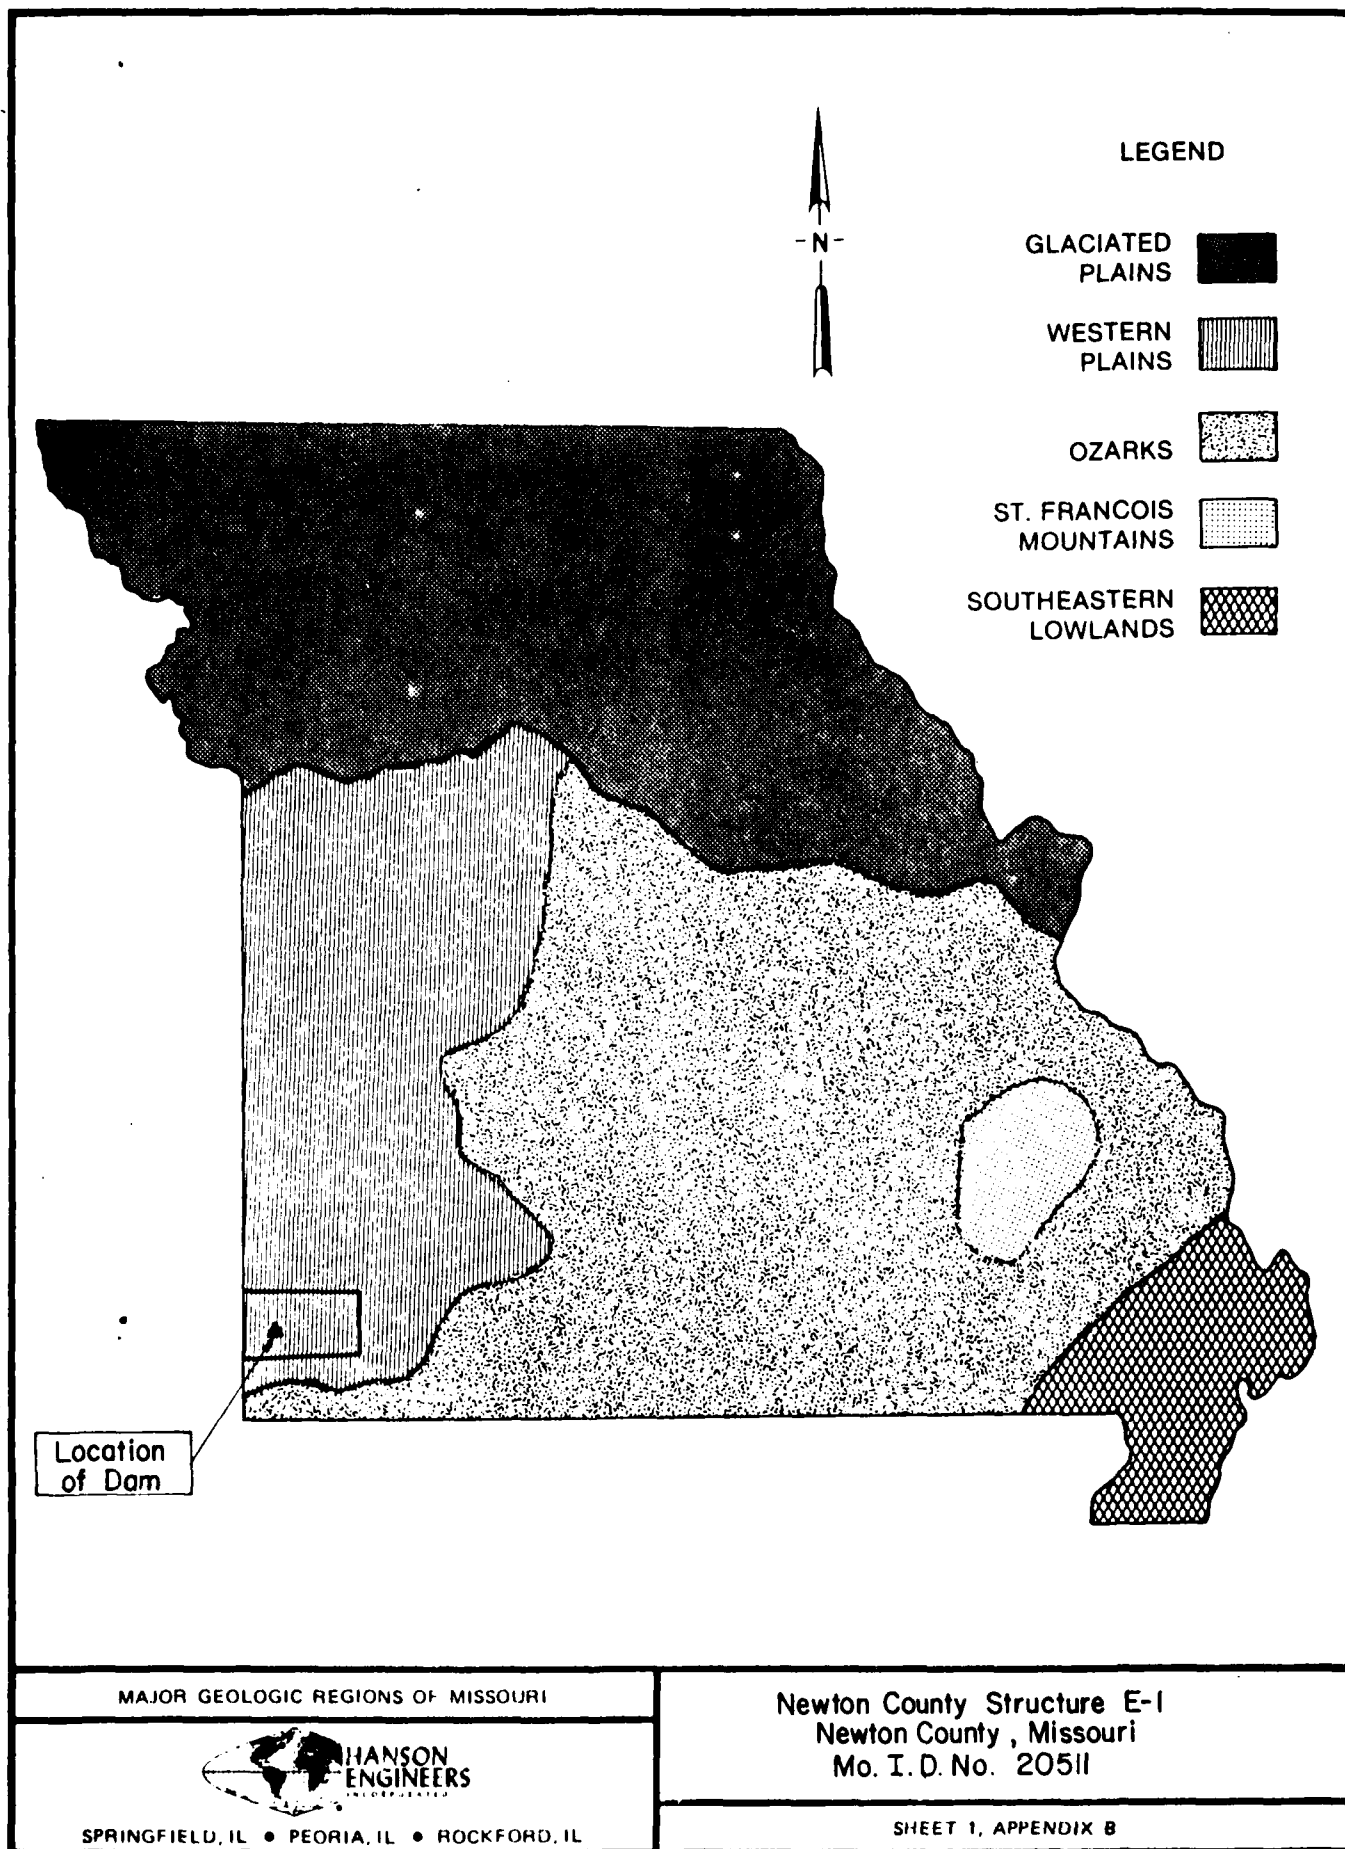 LEGEND
-N-
GLACIATED
PLAINS
WESTERN
PLAINS
OZARKS
ST. FRANCOIS
MOUNTAINS
SOUTHEASTERN
LOWLANDS
Location
of Dam
MAJOR GEOLOGIC REGIONS OF MISSOURI
HANSON
ENGINEERS
INCORPORATED
SPRINGFIELD, IL ● PEORIA, IL ● ROCKFORD, IL
Newton County Structure E-1
Newton County , Missouri
Mo. I.D. No. 20511
SHEET 1, APPENDIX B